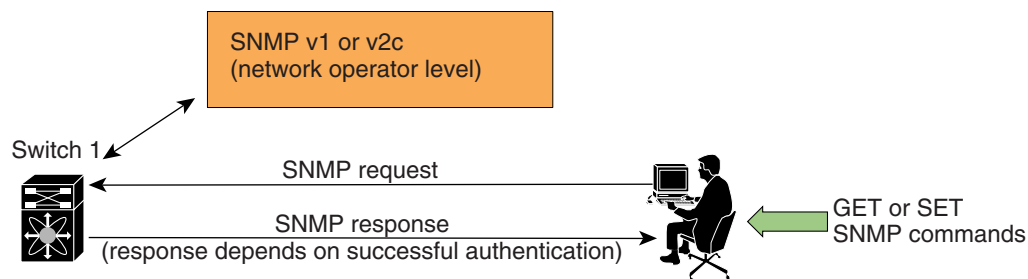 SNMP v1 or v2c
(network operator level)
Switch 1
SNMP request
SNMP response
(response depends on successful authentication)
GET or SET
SNMP commands